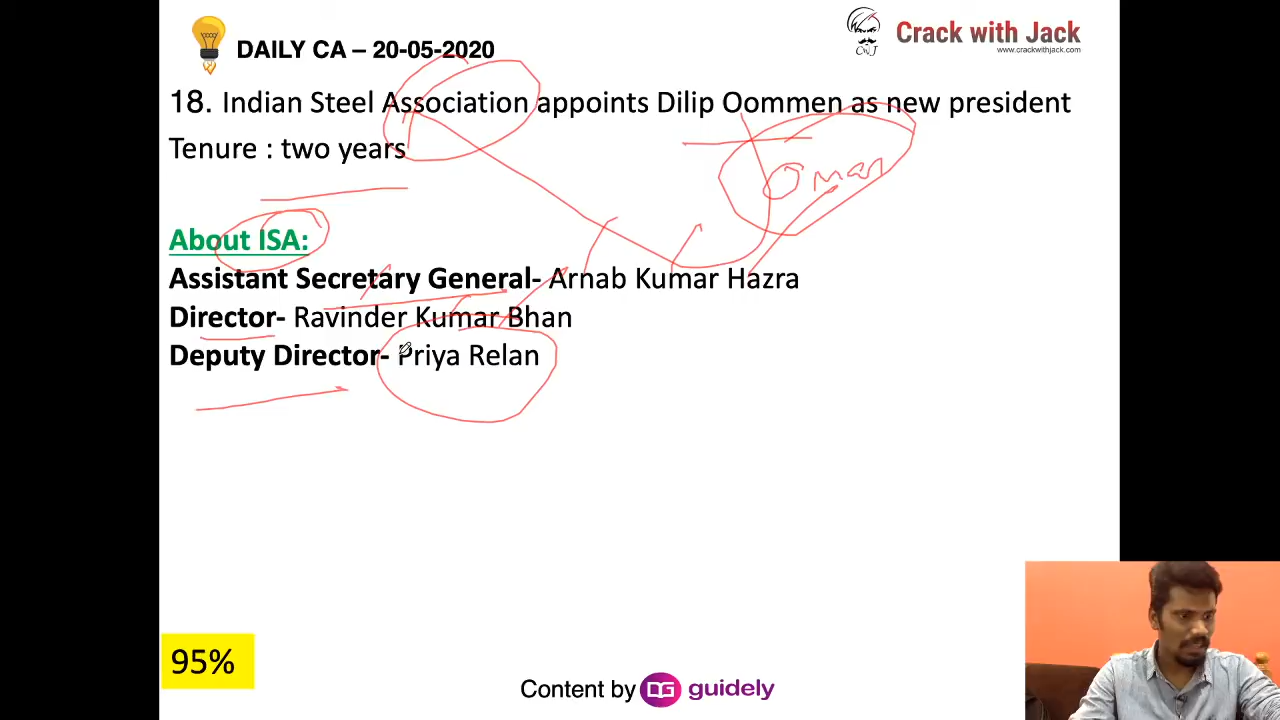 DAILY CA – 20-05-2020
Crack with Jack
www.crackwithjack.com
CWJ
18. Indian Steel Association appoints Dilip Oommen as new president
Tenure : two years
Oman
About ISA:
Assistant Secretary General- Arnab Kumar Hazra
Director- Ravinder Kumar Bhan
Deputy Director- Priya Relan
95%
Content by guidely